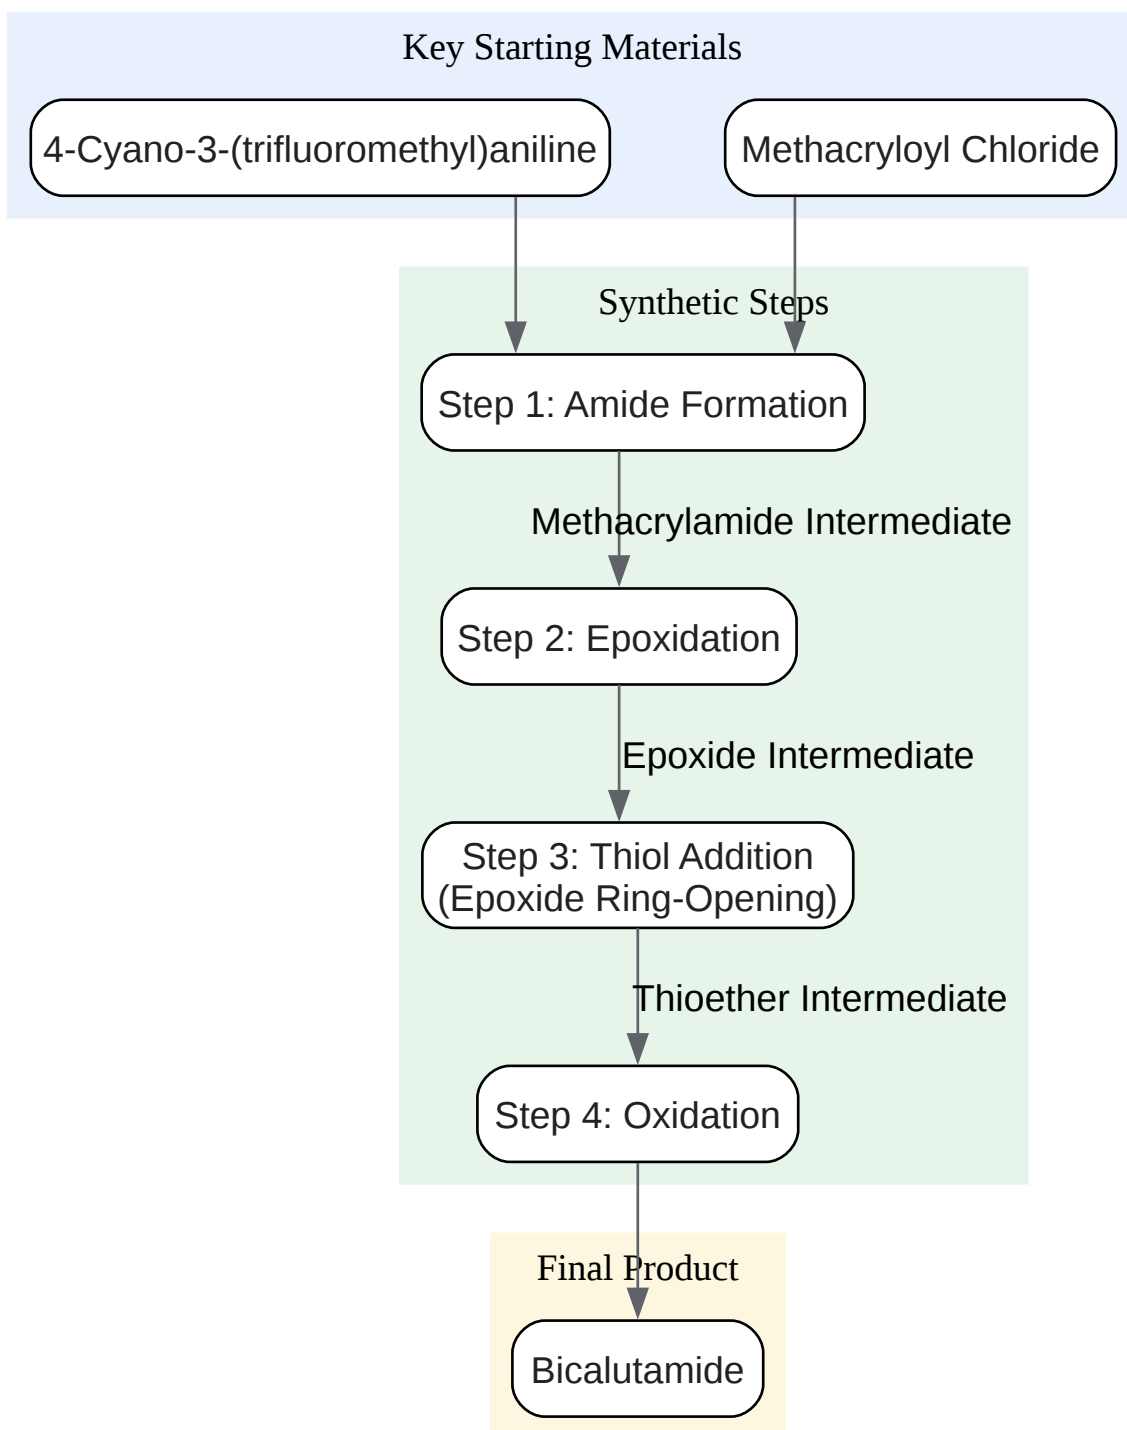 Key Starting Materials
4-Cyano-3-(trifluoromethyl)aniline
Methacryloyl Chloride
Synthetic Steps
Step 1: Amide Formation
Methacrylamide Intermediate
Step 2: Epoxidation
Epoxide Intermediate
Step 3: Thiol Addition
(Epoxide Ring-Opening)
Thioether Intermediate
Step 4: Oxidation
Final Product
Bicalutamide